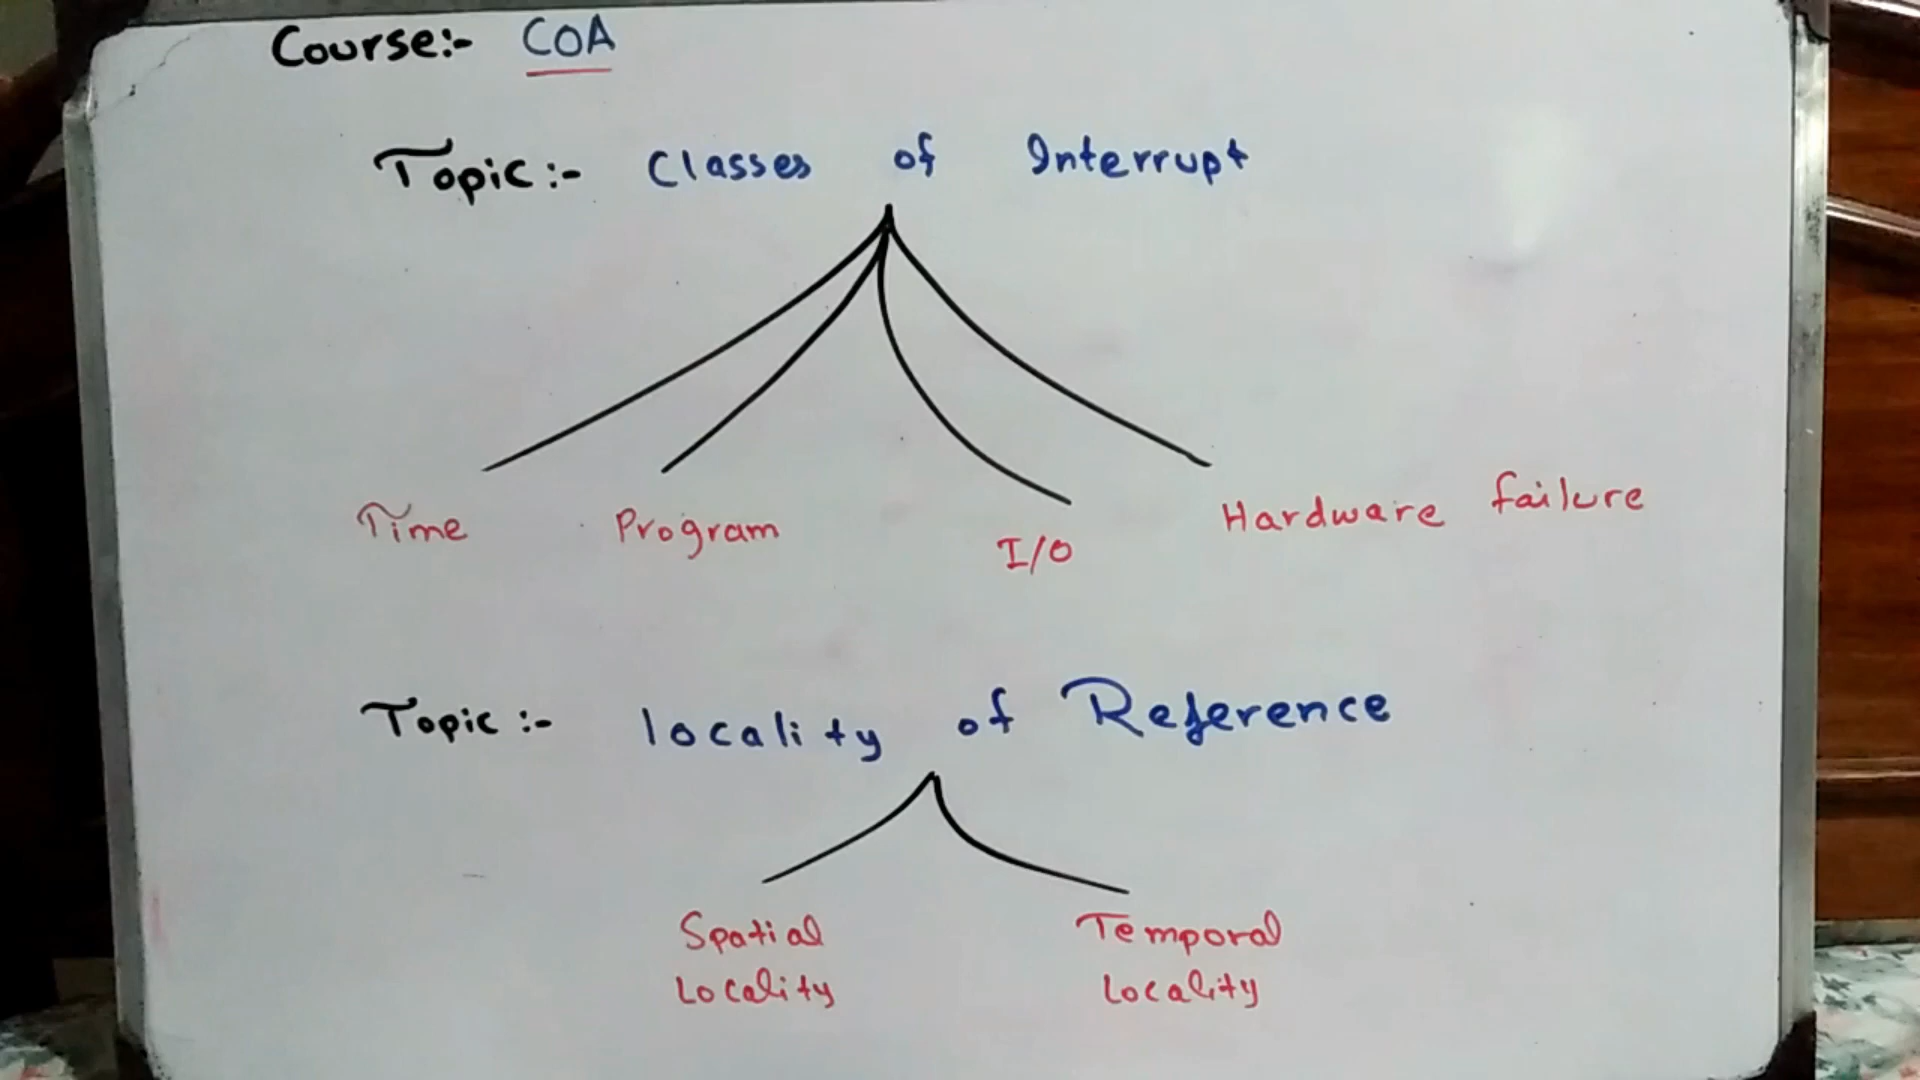 Course:- COA
Topic:- Classes of Interrupt
Time Program I/O Hardware failure
Topic:- locality of Reference
Spatial Temporal
Locality Locality